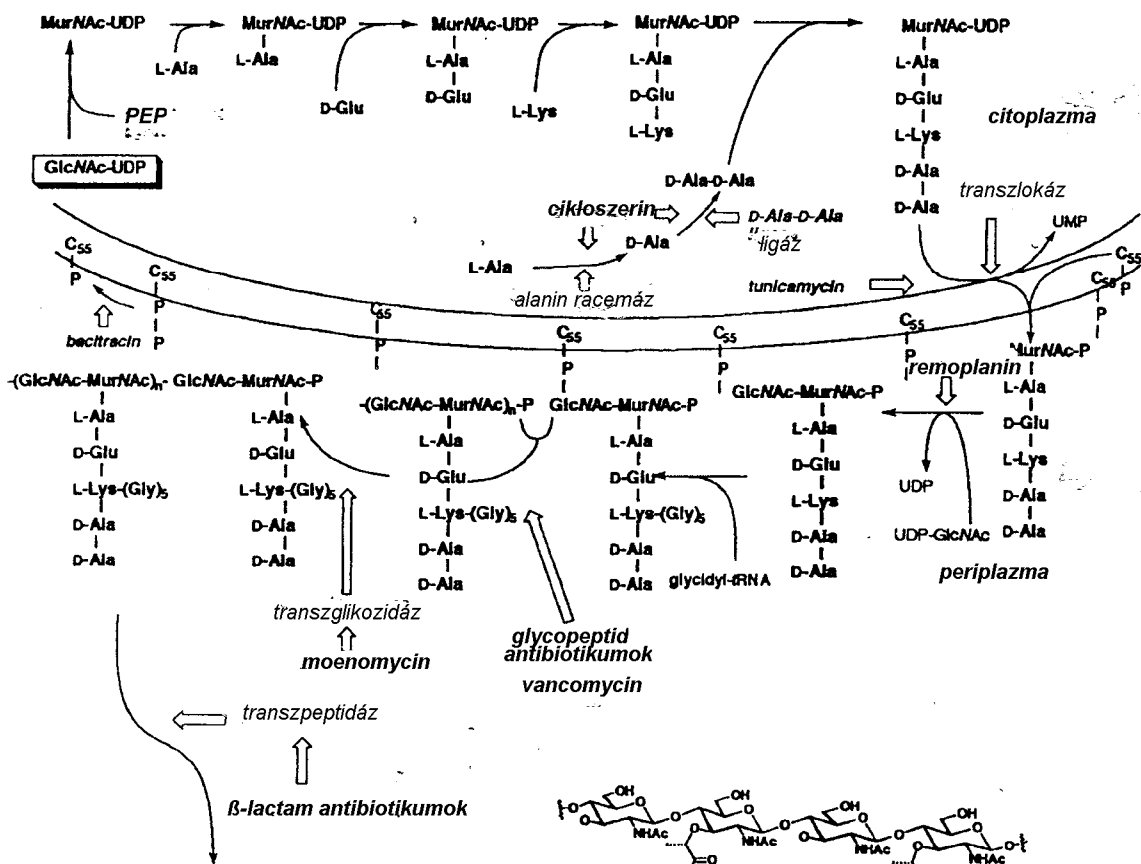 MurNAc-UDP
MurNAc-UDP
MurNAc-UDP
MurNAc-UDP
MurNAc-UDP
L-Ala
L-Ala
L-Ala
L-Ala
L-Ala
D-Glu
D-Glu
D-Glu
D-Glu
L-Lys
L-Lys
L-Lys
D-Ala
D-Ala
PEP
GlcNAc-UDP
citoplazma
D-Ala-D-Ala
transzlokáz
cikloszerin
D-Ala-D-Ala
ligáz
D-Ala
L-Ala
alanin racemáz
UMP
tunicamycin
C55
P
C55
P
P
bacitracin
C55
P
C55
P
C55
P
C55
P
C55
P
C55
P
MurNAc-P
L-Ala
D-Glu
L-Lys
D-Ala
D-Ala
remoplanin
UDP
UDP-GlcNAc
periplazma
GlcNAc-MurNAc-P
L-Ala
D-Glu
L-Lys
D-Ala
D-Ala
glycidyl-tRNA
GlcNAc-MurNAc-P
L-Ala
D-Glu
L-Lys-(Gly)5
D-Ala
D-Ala
-(GlcNAc-MurNAc)n-P
L-Ala
D-Glu
L-Lys-(Gly)5
D-Ala
D-Ala
-(GlcNAc-MurNAc)n-GlcNAc-MurNAc-P
L-Ala
D-Glu
L-Lys-(Gly)5
D-Ala
D-Ala
L-Ala
D-Glu
L-Lys-(Gly)5
D-Ala
D-Ala
transzglikozidáz
moenomycin
glycopeptid
antibiotikumok
vancomycin
transzpeptidáz
ß-lactam antibiotikumok
OH
O
O
NHAc
OH
O
O
O
NHAc
OH
O
O
O
NHAc
OH
O
O
O
NHAc
O